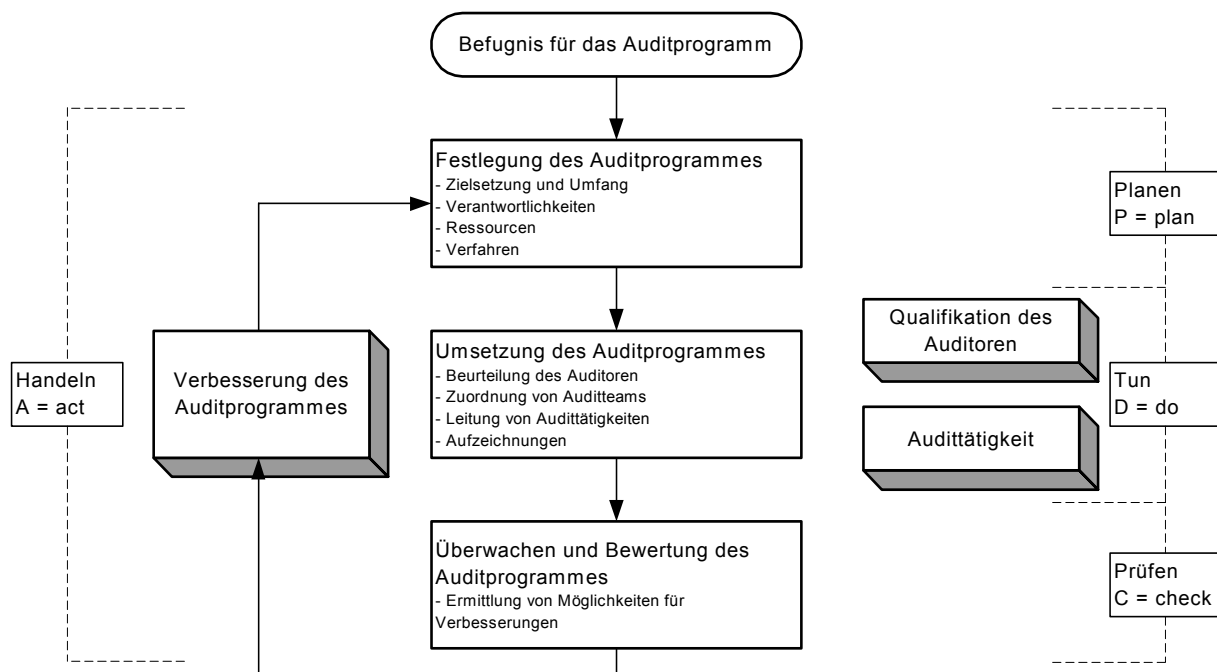 Befugnis für das Auditprogramm
Festlegung des Auditprogrammes
- Zielsetzung und Umfang
- Verantwortlichkeiten
- Ressourcen
- Verfahren
Planen
P = plan
Handeln
A = act
Verbesserung des
Auditprogrammes
Umsetzung des Auditprogrammes
- Beurteilung des Auditoren
- Zuordnung von Auditteams
- Leitung von Audittätigkeiten
- Aufzeichnungen
Qualifikation des
Auditoren
Audittätigkeit
Tun
D = do
Überwachen und Bewertung des
Auditprogrammes
- Ermittlung von Möglichkeiten für
Verbesserungen
Prüfen
C = check